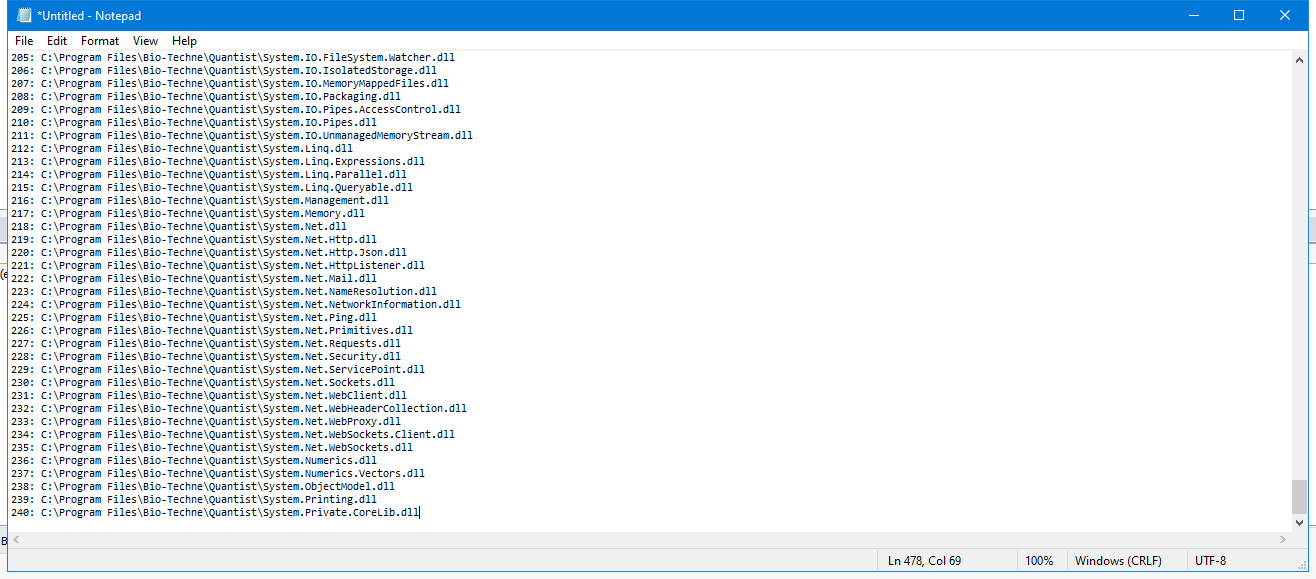 *Untitled - Notepad
File Edit Format View Help
205: C:\Program Files\Bio-Techne\Quantist\System.IO.FileSystem.Watcher.dll
206: C:\Program Files\Bio-Techne\Quantist\System.IO.IsolatedStorage.dll
207: C:\Program Files\Bio-Techne\Quantist\System.IO.MemoryMappedFiles.dll
208: C:\Program Files\Bio-Techne\Quantist\System.IO.Packaging.dll
209: C:\Program Files\Bio-Techne\Quantist\System.IO.Pipes.AccessControl.dll
210: C:\Program Files\Bio-Techne\Quantist\System.IO.Pipes.dll
211: C:\Program Files\Bio-Techne\Quantist\System.IO.UnmanagedMemoryStream.dll
212: C:\Program Files\Bio-Techne\Quantist\System.Linq.dll
213: C:\Program Files\Bio-Techne\Quantist\System.Linq.Expressions.dll
214: C:\Program Files\Bio-Techne\Quantist\System.Linq.Parallel.dll
215: C:\Program Files\Bio-Techne\Quantist\System.Linq.Queryable.dll
216: C:\Program Files\Bio-Techne\Quantist\System.Management.dll
217: C:\Program Files\Bio-Techne\Quantist\System.Memory.dll
218: C:\Program Files\Bio-Techne\Quantist\System.Net.dll
219: C:\Program Files\Bio-Techne\Quantist\System.Net.Http.dll
220: C:\Program Files\Bio-Techne\Quantist\System.Net.Http.Json.dll
221: C:\Program Files\Bio-Techne\Quantist\System.Net.HttpListener.dll
222: C:\Program Files\Bio-Techne\Quantist\System.Net.Mail.dll
223: C:\Program Files\Bio-Techne\Quantist\System.Net.NameResolution.dll
224: C:\Program Files\Bio-Techne\Quantist\System.Net.NetworkInformation.dll
225: C:\Program Files\Bio-Techne\Quantist\System.Net.Ping.dll
226: C:\Program Files\Bio-Techne\Quantist\System.Net.Primitives.dll
227: C:\Program Files\Bio-Techne\Quantist\System.Net.Requests.dll
228: C:\Program Files\Bio-Techne\Quantist\System.Net.Security.dll
229: C:\Program Files\Bio-Techne\Quantist\System.Net.ServicePoint.dll
230: C:\Program Files\Bio-Techne\Quantist\System.Net.Sockets.dll
231: C:\Program Files\Bio-Techne\Quantist\System.Net.WebClient.dll
232: C:\Program Files\Bio-Techne\Quantist\System.Net.WebHeaderCollection.dll
233: C:\Program Files\Bio-Techne\Quantist\System.Net.WebProxy.dll
234: C:\Program Files\Bio-Techne\Quantist\System.Net.WebSockets.Client.dll
235: C:\Program Files\Bio-Techne\Quantist\System.Net.WebSockets.dll
236: C:\Program Files\Bio-Techne\Quantist\System.Numerics.dll
237: C:\Program Files\Bio-Techne\Quantist\System.Numerics.Vectors.dll
238: C:\Program Files\Bio-Techne\Quantist\System.ObjectModel.dll
239: C:\Program Files\Bio-Techne\Quantist\System.Printing.dll
240: C:\Program Files\Bio-Techne\Quantist\System.Private.CoreLib.dll
Ln 478, Col 69 100% Windows (CRLF) UTF-8